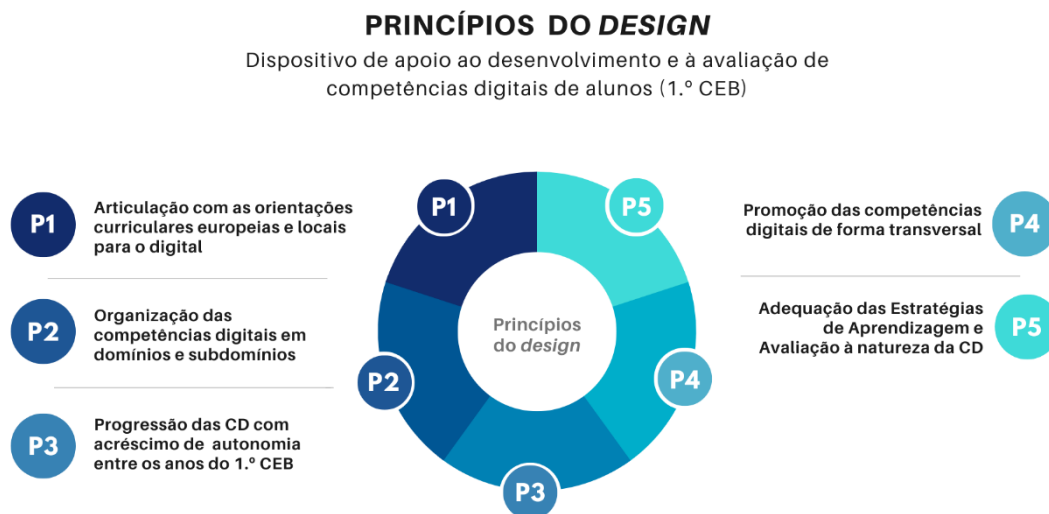 PRINCÍPIOS DO DESIGN
Dispositivo de apoio ao desenvolvimento e à avaliação de
competências digitais de alunos (1.º CEB)
P1
Articulação com as orientações
curriculares europeias e locais
para o digital
P2
Organização das
competências digitais em
domínios e subdomínios
P3
Progressão das CD com
acréscimo de autonomia
entre os anos do 1.º CEB
P1
P5
P2
P4
P3
Princípios
do design
Promoção das competências
digitais de forma transversal
P4
Adequação das Estratégias
de Aprendizagem e
Avaliação à natureza da CD
P5